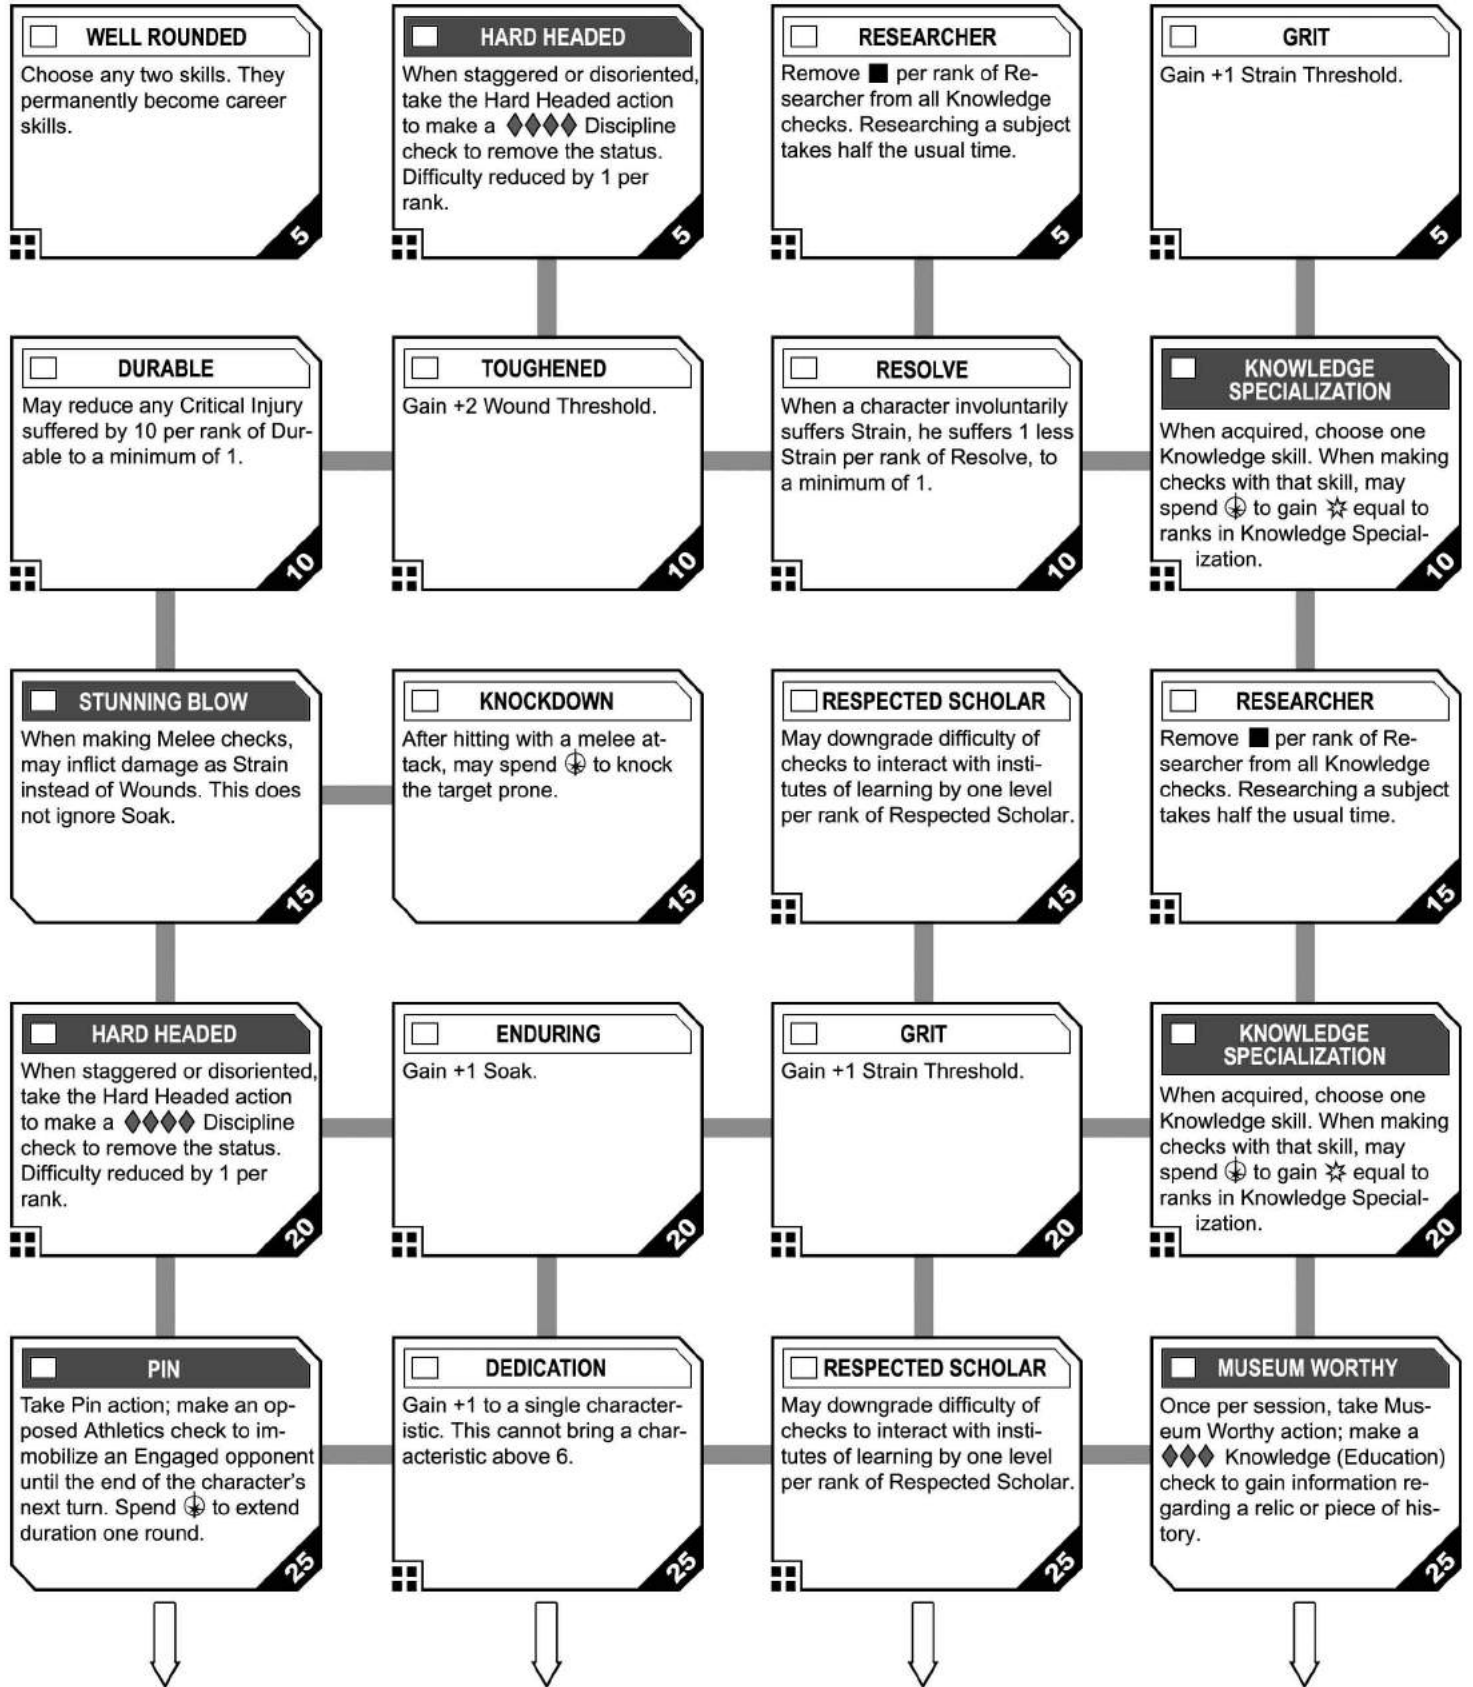 WELL ROUNDED
Choose any two skills. They
permanently become career
skills.
5
HARD HEADED
When staggered or disoriented,
take the Hard Headed action
to make a ♦♦♦♦ Discipline
check to remove the status.
Difficulty reduced by 1 per
rank.
5
RESEARCHER
Remove ■ per rank of Re-
searcher from all Knowledge
checks. Researching a subject
takes half the usual time.
5
GRIT
Gain +1 Strain Threshold.
5
DURABLE
May reduce any Critical Injury
suffered by 10 per rank of Dur-
able to a minimum of 1.
10
TOUGHENED
Gain +2 Wound Threshold.
10
RESOLVE
When a character involuntarily
suffers Strain, he suffers 1 less
Strain per rank of Resolve, to
a minimum of 1.
10
KNOWLEDGE
SPECIALIZATION
When acquired, choose one
Knowledge skill. When making
checks with that skill, may
spend to gain equal to
ranks in Knowledge Special-
ization.
10
STUNNING BLOW
When making Melee checks,
may inflict damage as Strain
instead of Wounds. This does
not ignore Soak.
15
KNOCKDOWN
After hitting with a melee at-
tack, may spend to knock
the target prone.
15
RESPECTED SCHOLAR
May downgrade difficulty of
checks to interact with insti-
tutes of learning by one level
per rank of Respected Scholar.
15
RESEARCHER
Remove ■ per rank of Re-
searcher from all Knowledge
checks. Researching a subject
takes half the usual time.
15
HARD HEADED
When staggered or disoriented,
take the Hard Headed action
to make a ♦♦♦♦ Discipline
check to remove the status.
Difficulty reduced by 1 per
rank.
20
ENDURING
Gain +1 Soak.
20
GRIT
Gain +1 Strain Threshold.
20
KNOWLEDGE
SPECIALIZATION
When acquired, choose one
Knowledge skill. When making
checks with that skill, may
spend to gain equal to
ranks in Knowledge Special-
ization.
20
PIN
Take Pin action; make an op-
posed Athletics check to im-
mobilize an Engaged opponent
until the end of the character's
next turn. Spend to extend
duration one round.
25
DEDICATION
Gain +1 to a single character-
istic. This cannot bring a char-
acteristic above 6.
25
RESPECTED SCHOLAR
May downgrade difficulty of
checks to interact with insti-
tutes of learning by one level
per rank of Respected Scholar.
25
MUSEUM WORTHY
Once per session, take Mus-
eum Worthy action; make a
♦♦♦ Knowledge (Education)
check to gain information re-
garding a relic or piece of his-
tory.
25